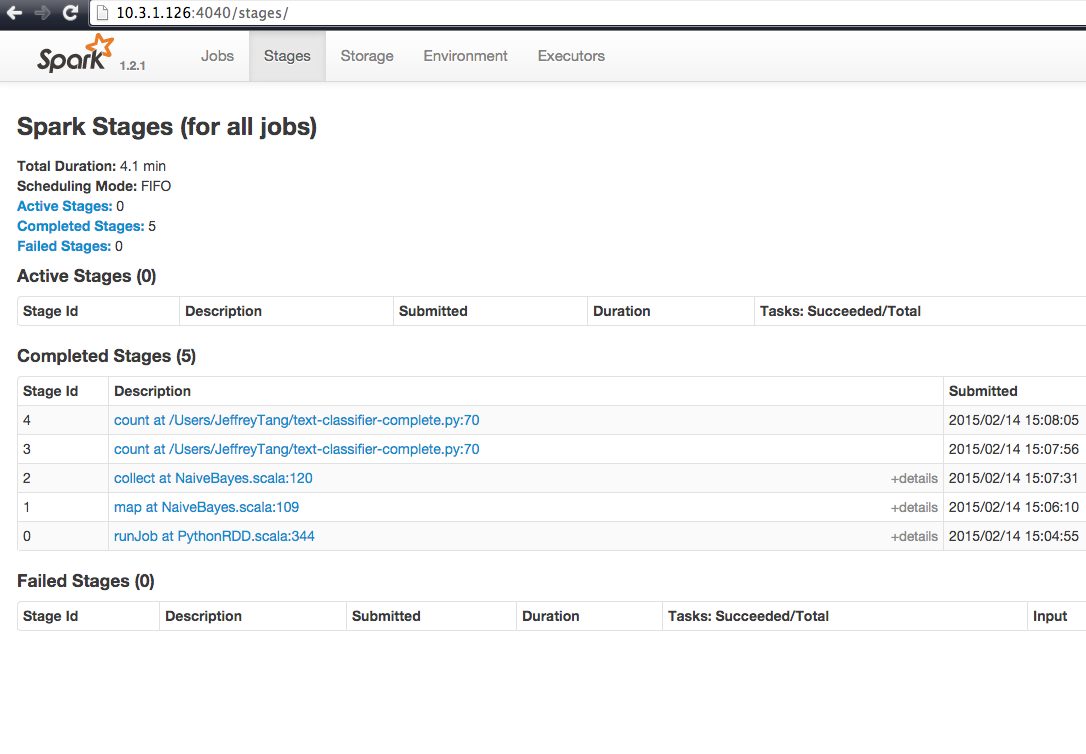 10.3.1.126:4040/stages/
Spark 1.2.1 Jobs Stages Storage Environment Executors
Spark Stages (for all jobs)
Total Duration: 4.1 min
Scheduling Mode: FIFO
Active Stages: 0
Completed Stages: 5
Failed Stages: 0
Active Stages (0)
Stage Id Description Submitted Duration Tasks: Succeeded/Total
Completed Stages (5)
Stage Id Description Submitted
4 count at /Users/JeffreyTang/text-classifier-complete.py:70 2015/02/14 15:08:05
3 count at /Users/JeffreyTang/text-classifier-complete.py:70 2015/02/14 15:07:56
2 collect at NaiveBayes.scala:120 +details 2015/02/14 15:07:31
1 map at NaiveBayes.scala:109 +details 2015/02/14 15:06:10
0 runJob at PythonRDD.scala:344 +details 2015/02/14 15:04:55
Failed Stages (0)
Stage Id Description Submitted Duration Tasks: Succeeded/Total Input